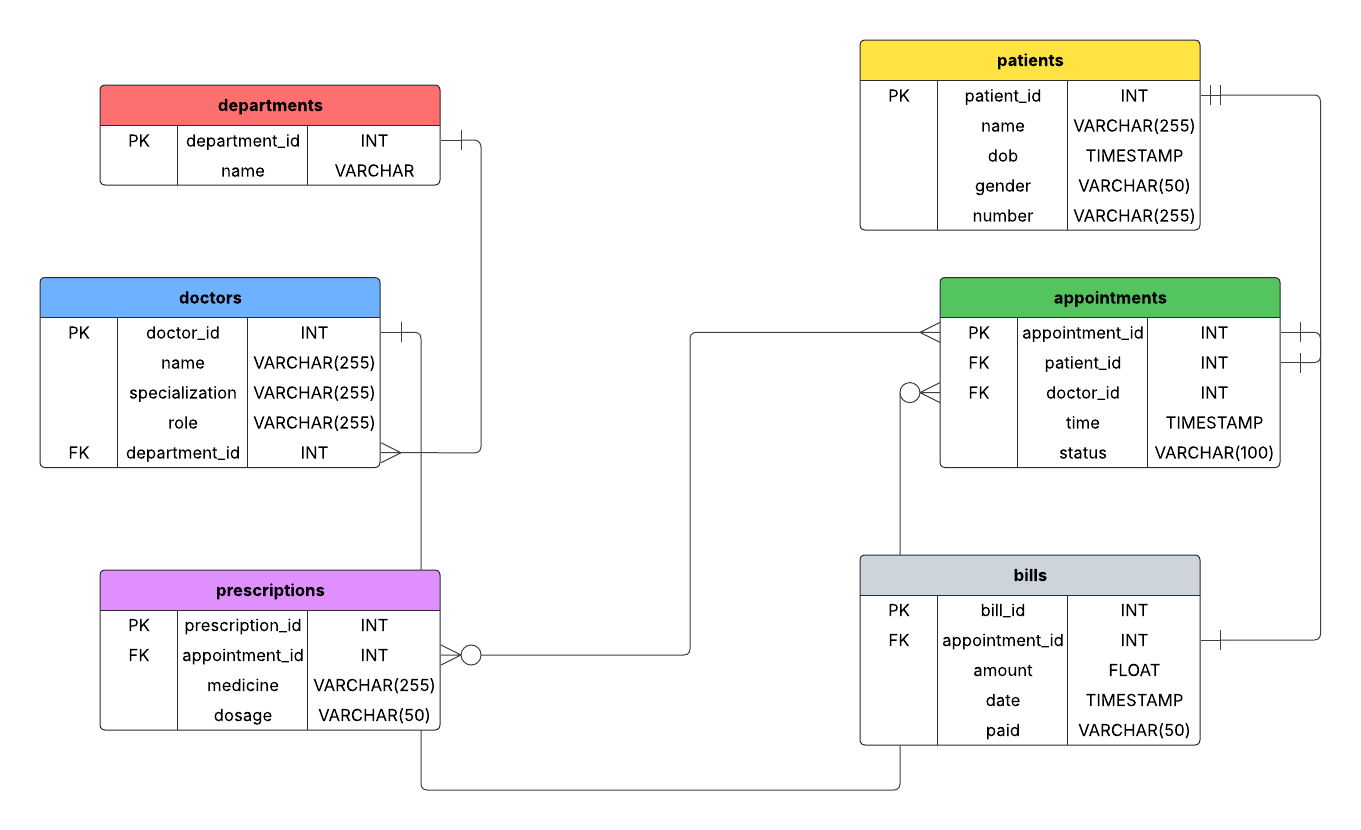 departments
PK department_id INT
name VARCHAR
patients
PK patient_id INT
name VARCHAR(255)
dob TIMESTAMP
gender VARCHAR(50)
number VARCHAR(255)
doctors
PK doctor_id INT
name VARCHAR(255)
specialization VARCHAR(255)
role VARCHAR(255)
FK department_id INT
appointments
PK appointment_id INT
FK patient_id INT
FK doctor_id INT
time TIMESTAMP
status VARCHAR(100)
prescriptions
PK prescription_id INT
FK appointment_id INT
medicine VARCHAR(255)
dosage VARCHAR(50)
bills
PK bill_id INT
FK appointment_id INT
amount FLOAT
date TIMESTAMP
paid VARCHAR(50)